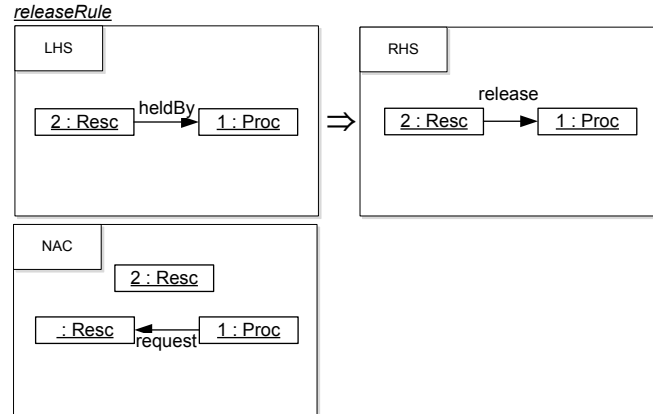 releaseRule
LHS
2 : Resc
heldBy
1 : Proc
⇒
RHS
2 : Resc
release
1 : Proc
NAC
2 : Resc
: Resc
request
1 : Proc